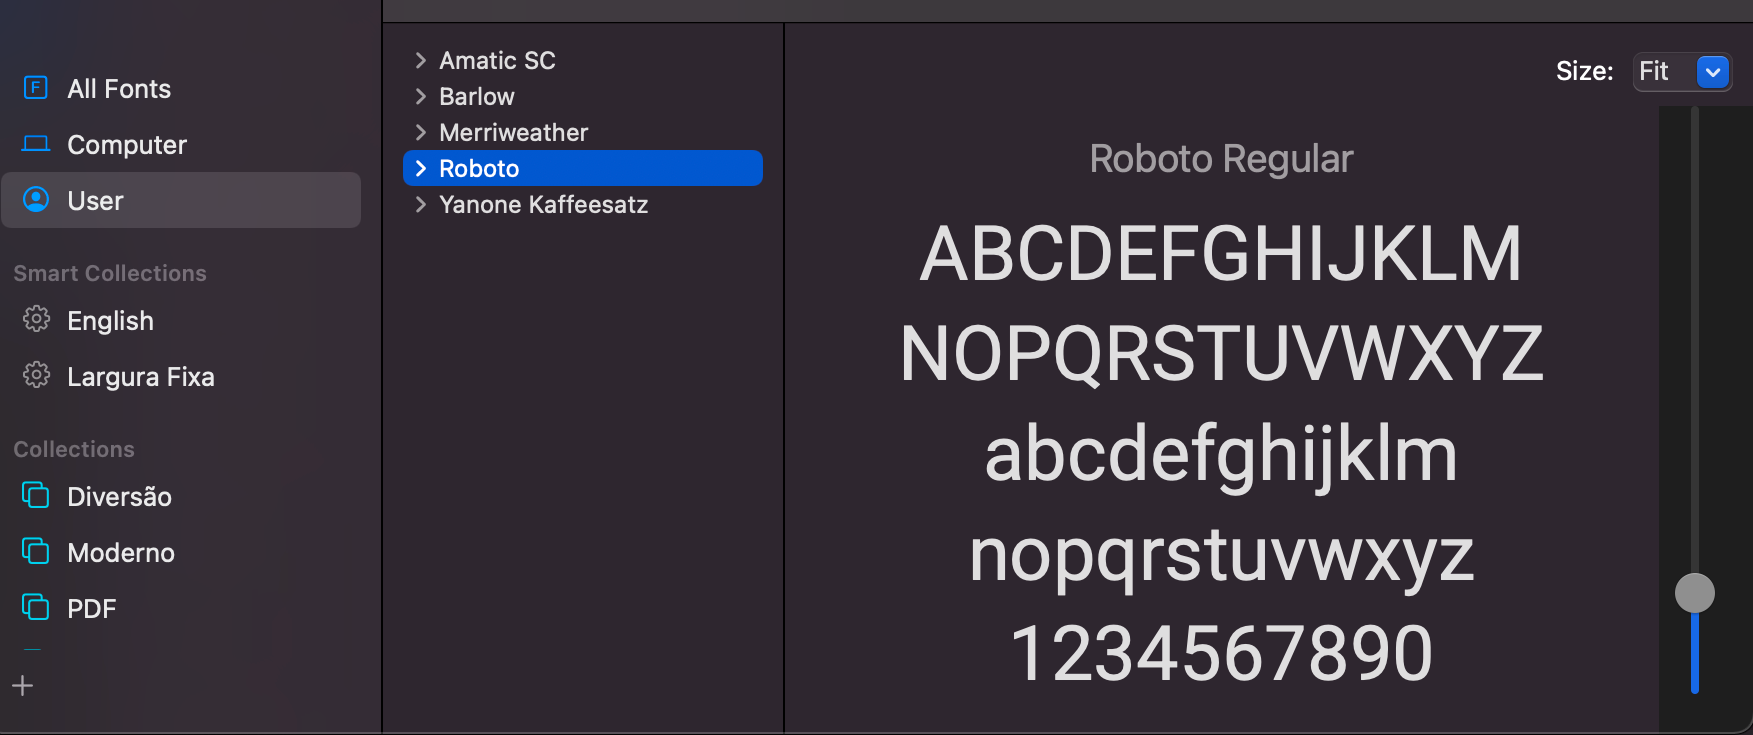 All Fonts
Computer
User
Smart Collections
English
Largura Fixa
Collections
Diversão
Moderno
PDF
Amatic SC
Barlow
Merriweather
Roboto
Yanone Kaffeesatz
Size: Fit
Roboto Regular
ABCDEFGHIJKLM
NOPQRSTUVWXYZ
abcdefghijklm
nopqrstuvwxyz
1234567890